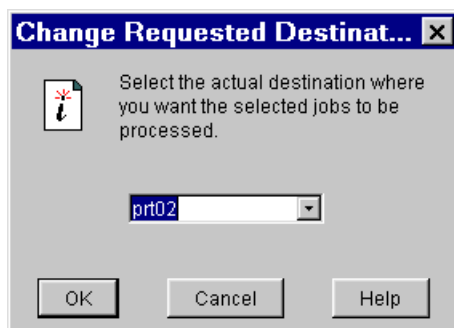 Change Requested Destinat...
Select the actual destination where
you want the selected jobs to be
processed.
prt02
OK Cancel Help